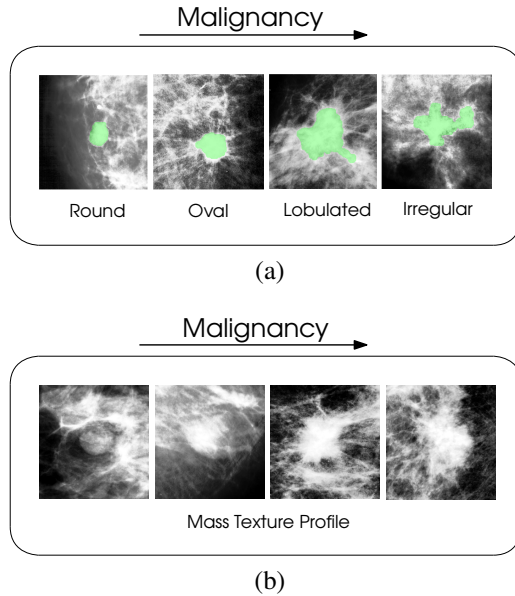 Malignancy
Round Oval Lobulated Irregular
(a)
Malignancy
Mass Texture Profile
(b)